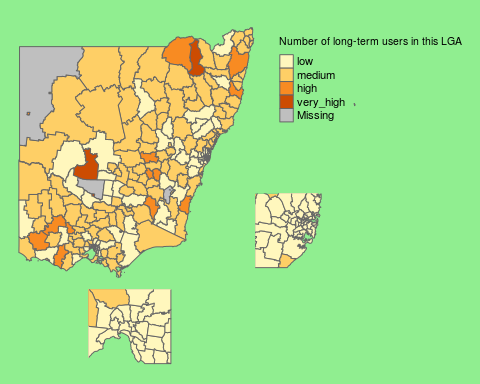 Number of long-term users in this LGA
low
medium
high
very_high
Missing